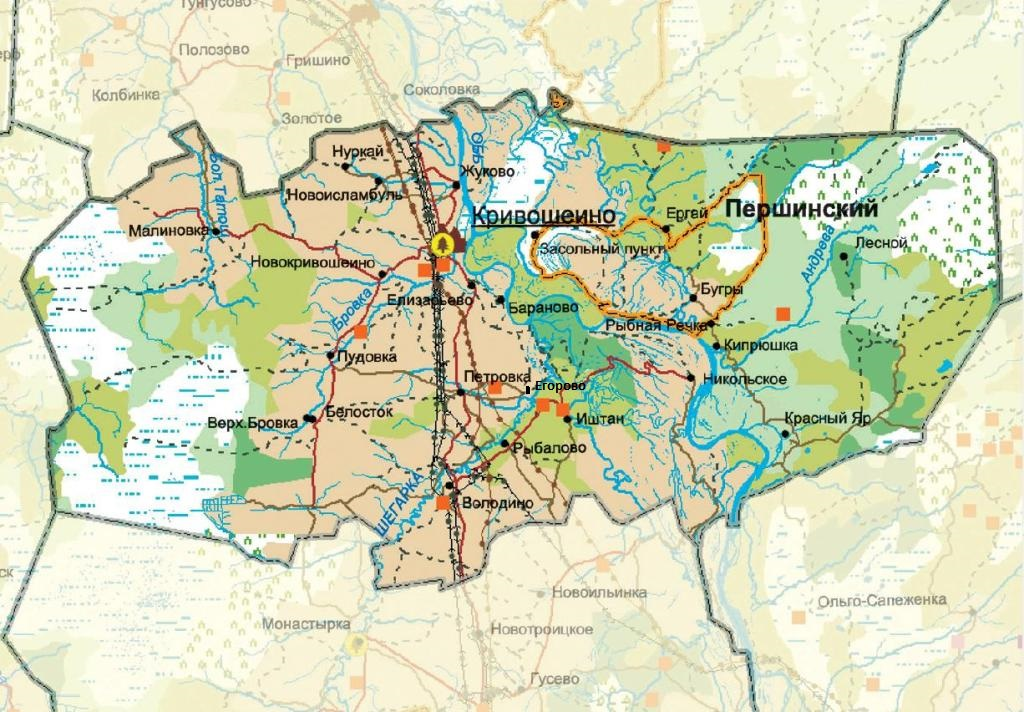 Тунгусово
Полозово
Гришино
Колбинка
Соколовка
Золотое
Обь
Нуркай
Жуково
Бол Татош
Новоисламбуль
Кривошеино
Ергай
Першинский
Малиновка
Засольный пункт
Лесной
Андреева
Новокривошеино
Бугры
Елизарьево
Бараново
Бровка
Рыбная Речка
Кипрюшка
Пудовка
Петровка
Егорово
Никольское
Белосток
Верх.Бровка
Иштан
Красный Яр
Рыбалово
ШЕГАРКА
Володино
ск
Новоильинка
Ольго-Сапеженка
Монастырка
Новотроицкое
Гусево